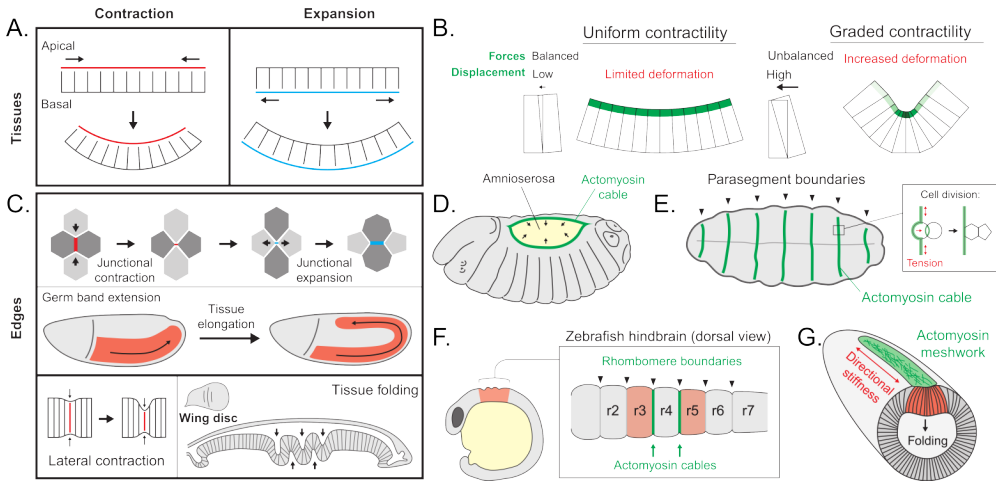 Contraction
Expansion
A.
Apical
Basal
Tissues
B.
Uniform contractility
Graded contractility
Forces
Displacement
Balanced
Low
Limited deformation
Unbalanced
High
Increased deformation
C.
Edges
Junctional
contraction
Junctional
expansion
Germ band extension
Tissue
elongation
Lateral contraction
Wing disc
Tissue folding
D.
Amnioserosa
Actomyosin
cable
E.
Parasegment boundaries
Actomyosin cable
Cell division:
Tension
F.
Zebrafish hindbrain (dorsal view)
Rhombomere boundaries
r2
r3
r4
r5
r6
r7
Actomyosin cables
G.
Actomyosin
meshwork
Directional
stiffness
Folding